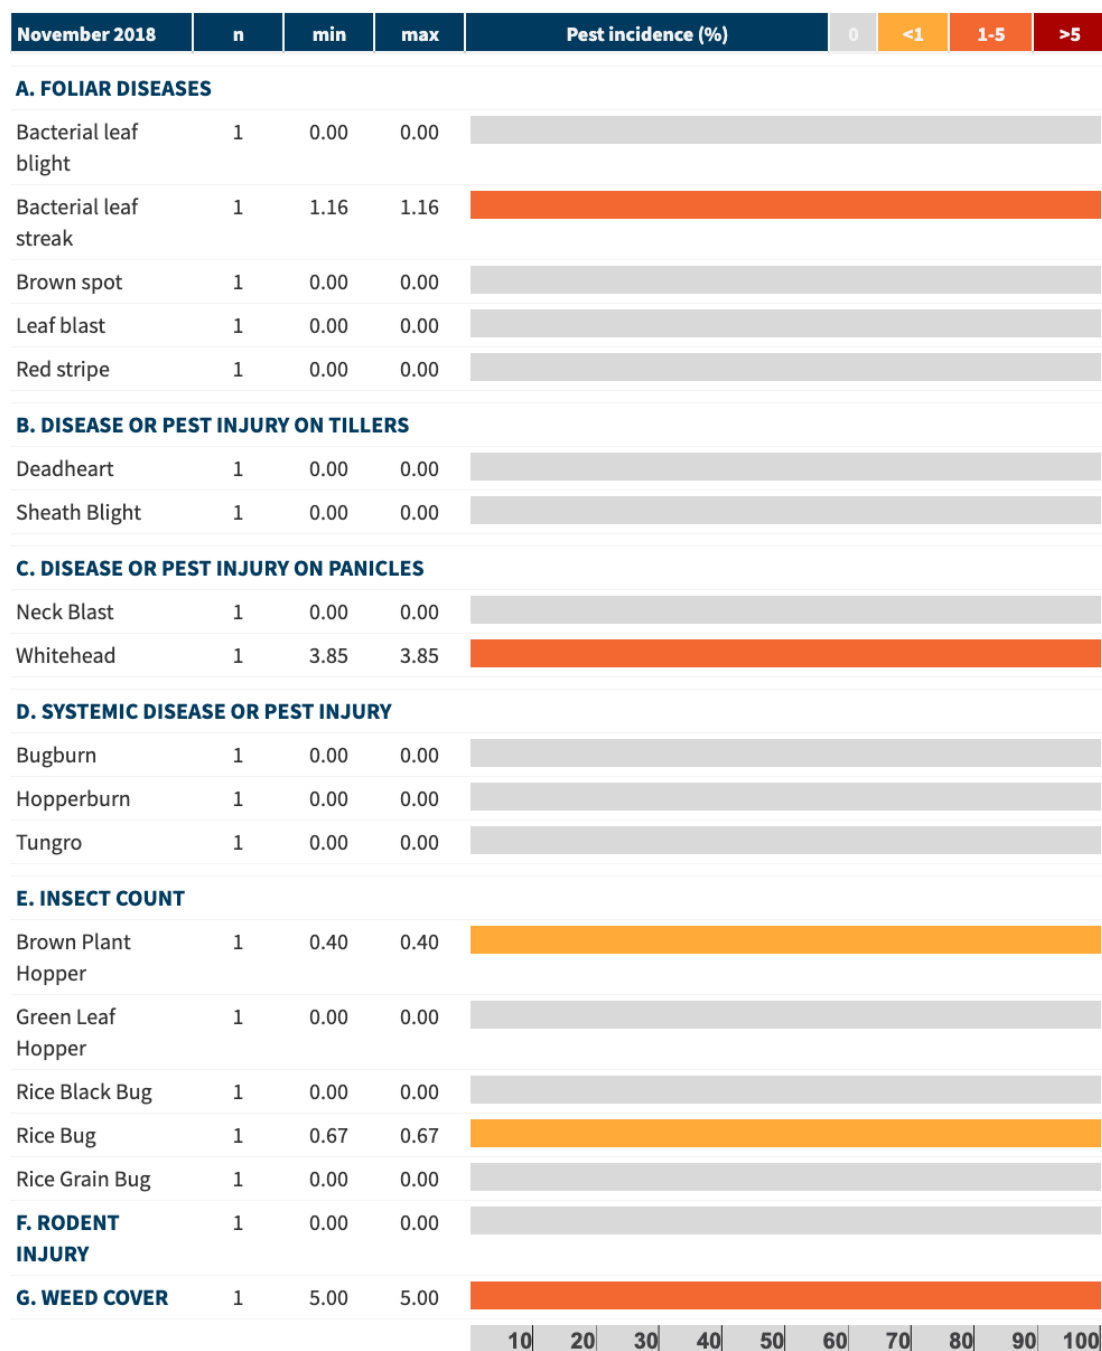 November 2018 n min max Pest incidence (%) 0 <1 1-5 >5
A. FOLIAR DISEASES
Bacterial leaf 1 0.00 0.00
blight
Bacterial leaf 1 1.16 1.16
streak
Brown spot 1 0.00 0.00
Leaf blast 1 0.00 0.00
Red stripe 1 0.00 0.00
B. DISEASE OR PEST INJURY ON TILLERS
Deadheart 1 0.00 0.00
Sheath Blight 1 0.00 0.00
C. DISEASE OR PEST INJURY ON PANICLES
Neck Blast 1 0.00 0.00
Whitehead 1 3.85 3.85
D. SYSTEMIC DISEASE OR PEST INJURY
Bugburn 1 0.00 0.00
Hopperburn 1 0.00 0.00
Tungro 1 0.00 0.00
E. INSECT COUNT
Brown Plant 1 0.40 0.40
Hopper
Green Leaf 1 0.00 0.00
Hopper
Rice Black Bug 1 0.00 0.00
Rice Bug 1 0.67 0.67
Rice Grain Bug 1 0.00 0.00
F. RODENT 1 0.00 0.00
INJURY
G. WEED COVER 1 5.00 5.00
10 20 30 40 50 60 70 80 90 100